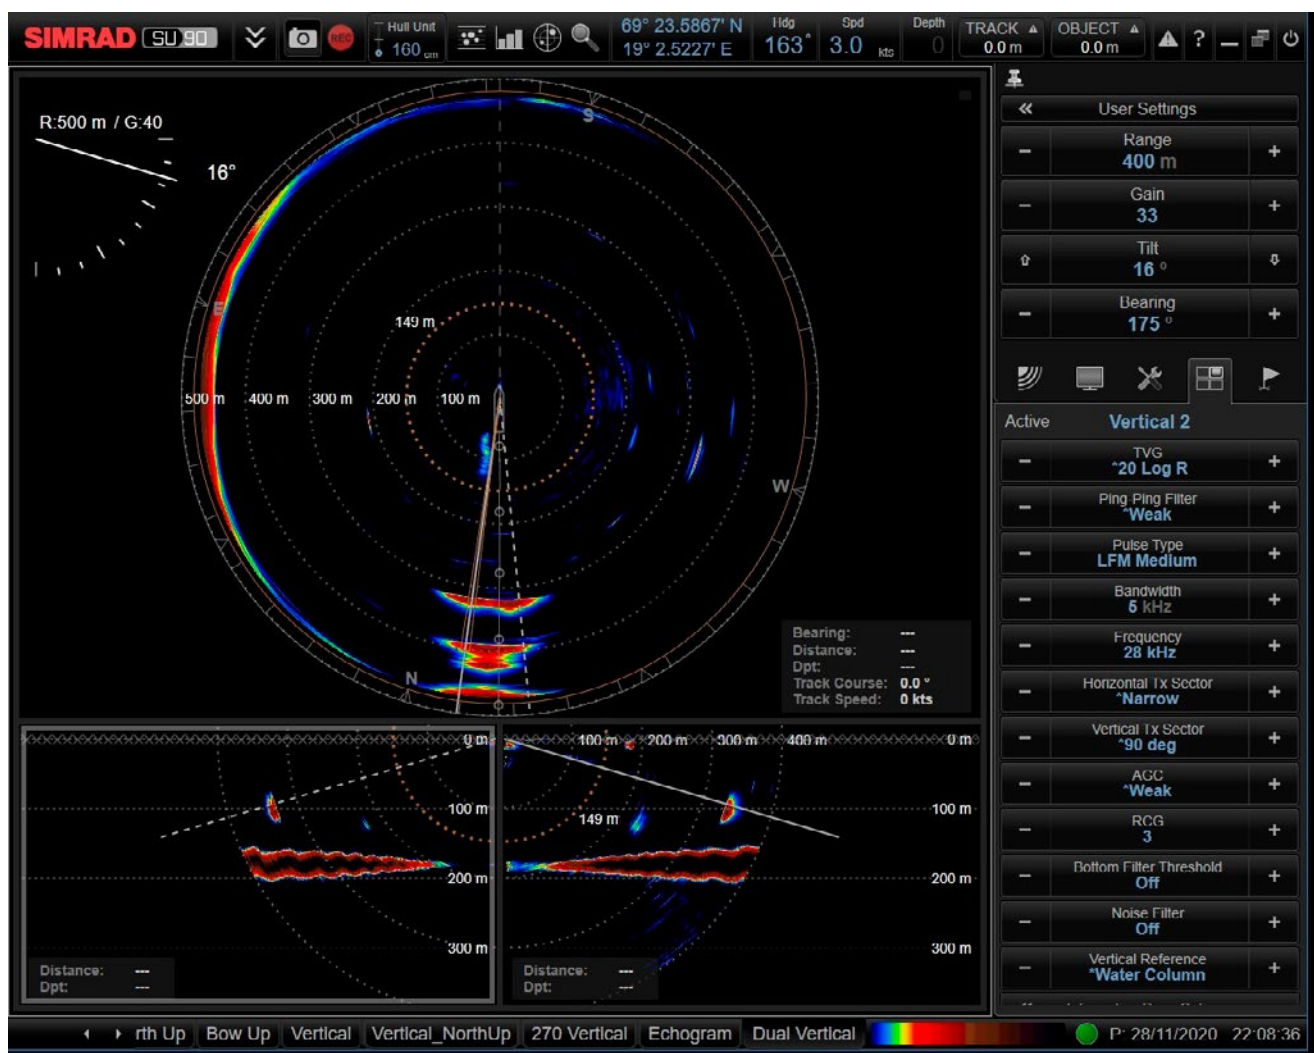 SIMRAD SU90
REC
Hull Unit
160 cm
69° 23.5867' N
19° 2.5227' E
Hdg
163°
Spd
3.0 kts
Depth
0
TRACK
0.0 m
OBJECT
0.0 m
?
R:500 m / G:40
16°
S
E
W
N
149 m
500 m 400 m 300 m 200 m 100 m
Bearing: ---
Distance: ---
Dpt: ---
Track Course: 0.0 °
Track Speed: 0 kts
0 m
100 m
200 m
300 m
Distance: ---
Dpt: ---
100 m 200 m 300 m 400 m 0 m
100 m
149 m
200 m
300 m
Distance: ---
Dpt: ---
« User Settings
- Range +
400 m
- Gain +
33
Tilt
16 °
- Bearing +
175 °
Active Vertical 2
- TVG +
*20 Log R
- Ping-Ping Filter +
*Weak
- Pulse Type +
LFM Medium
- Bandwidth +
5 kHz
- Frequency +
28 kHz
- Horizontal Tx Sector +
*Narrow
- Vertical Tx Sector +
*90 deg
- AGC +
*Weak
- RCG +
3
- Bottom Filter Threshold +
Off
- Noise Filter +
Off
- Vertical Reference +
*Water Column
rth Up Bow Up Vertical Vertical_NorthUp 270 Vertical Echogram Dual Vertical P: 28/11/2020 22:08:36